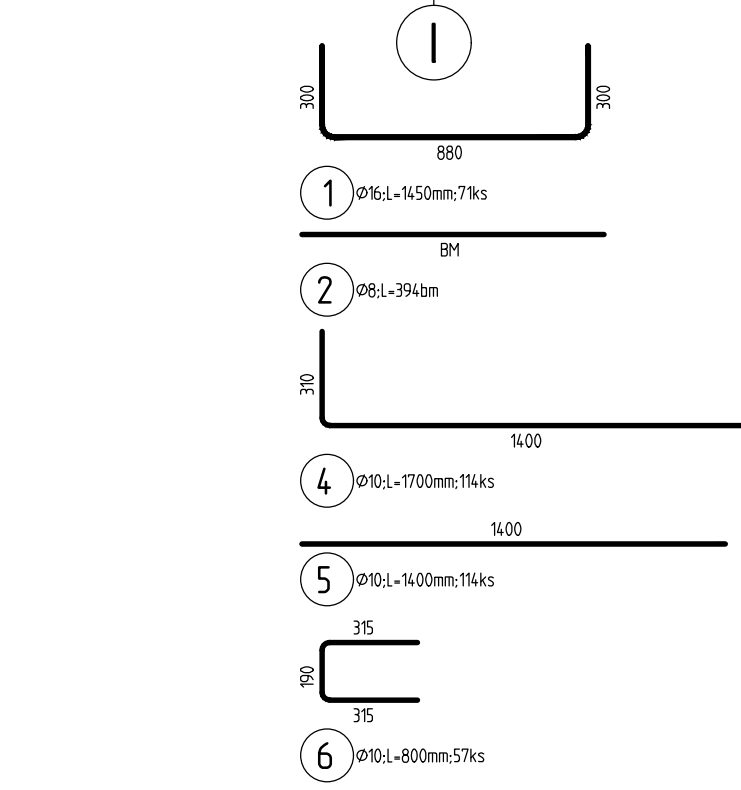 I
300
300
880
1 Ø16;L=1450mm;71ks
BM
2 Ø8;L=394bm
310
1400
4 Ø10;L=1700mm;114ks
1400
5 Ø10;L=1400mm;114ks
315
190
315
6 Ø10;L=800mm;57ks